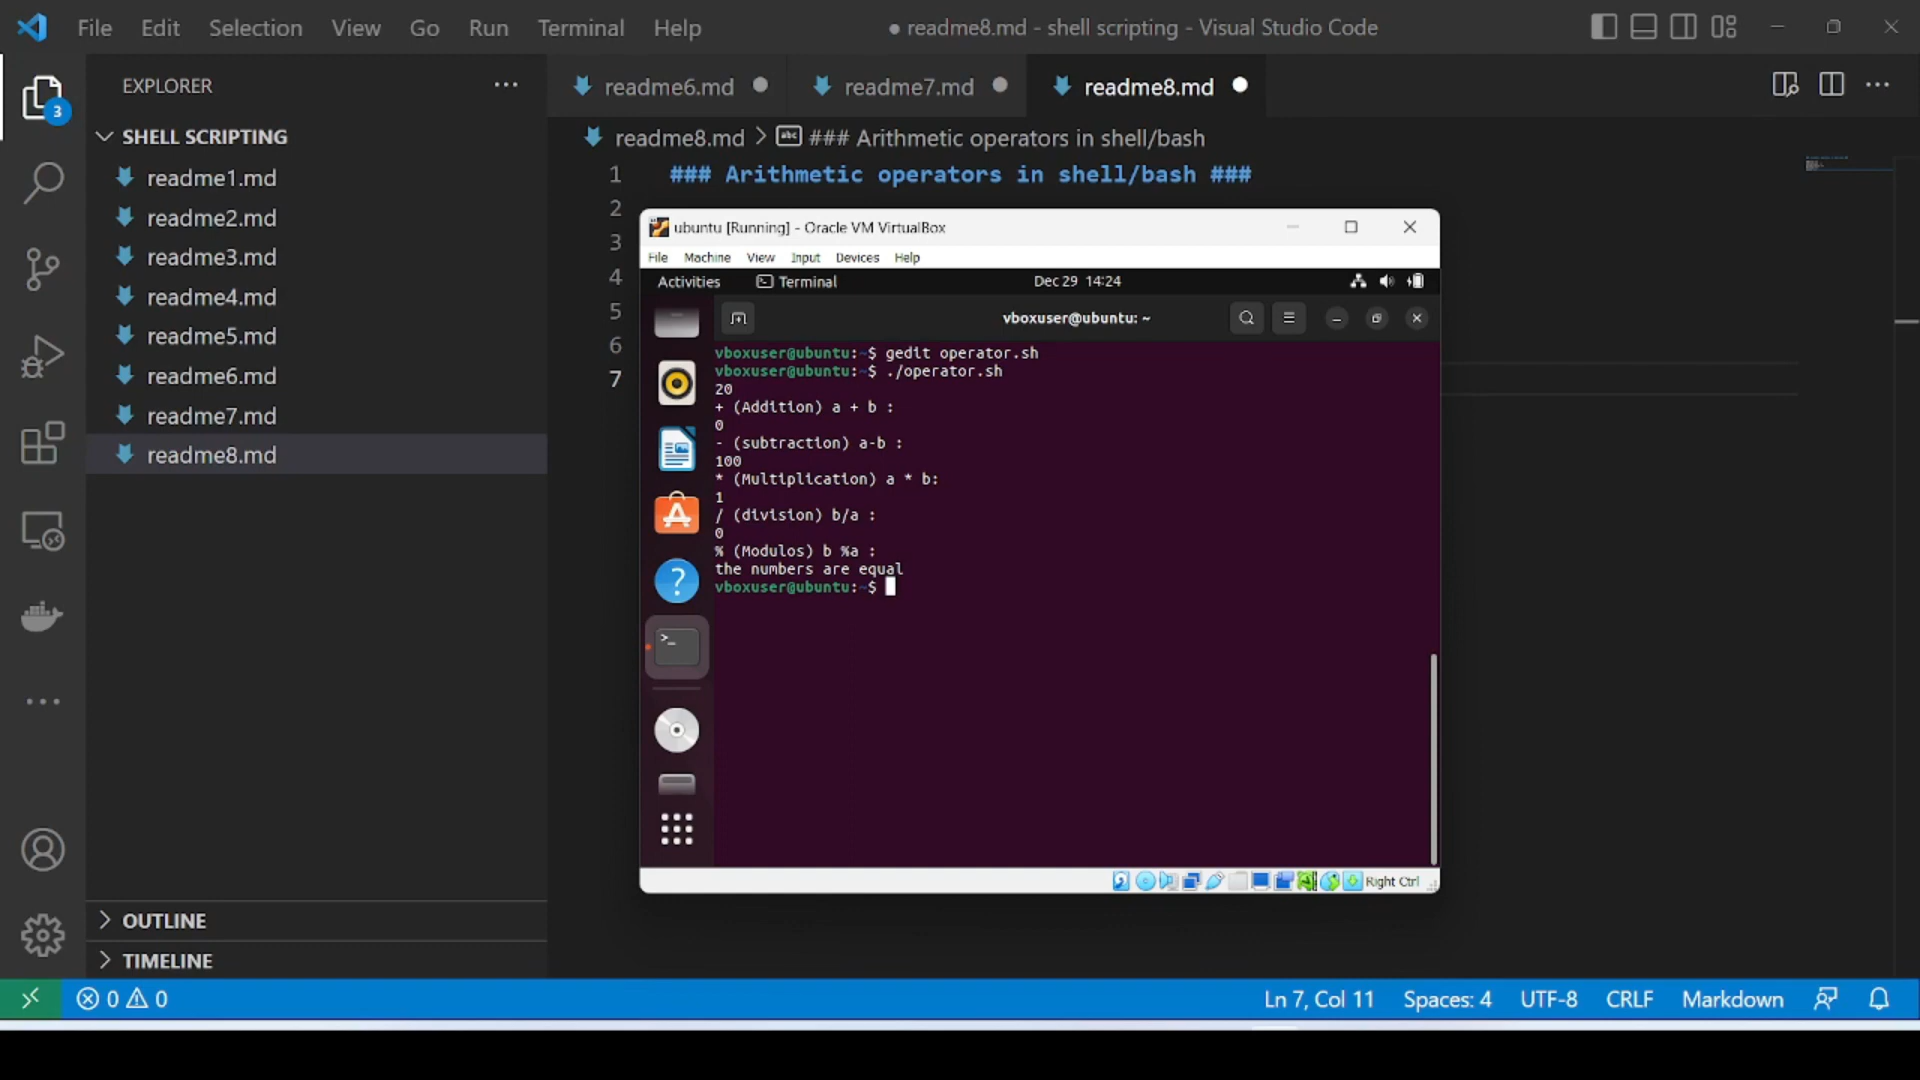 File Edit Selection View Go Run Terminal Help
● readme8.md - shell scripting - Visual Studio Code
3
EXPLORER
SHELL SCRIPTING
readme1.md
readme2.md
readme3.md
readme4.md
readme5.md
readme6.md
readme7.md
readme8.md
OUTLINE
TIMELINE
readme6.md readme7.md readme8.md
readme8.md > ### Arithmetic operators in shell/bash
1 ### Arithmetic operators in shell/bash ###
2
3
4
5
6
7
ubuntu [Running] - Oracle VM VirtualBox
File Machine View Input Devices Help
Activities Terminal Dec 29 14:24
vboxuser@ubuntu: ~
vboxuser@ubuntu:~$ gedit operator.sh
vboxuser@ubuntu:~$ ./operator.sh
20
+ (Addition) a + b :
0
- (subtraction) a-b :
100
* (Multiplication) a * b:
1
/ (division) b/a :
0
% (Modulos) b %a :
the numbers are equal
vboxuser@ubuntu:~$
Right Ctrl
0 0 Ln 7, Col 11 Spaces: 4 UTF-8 CRLF Markdown